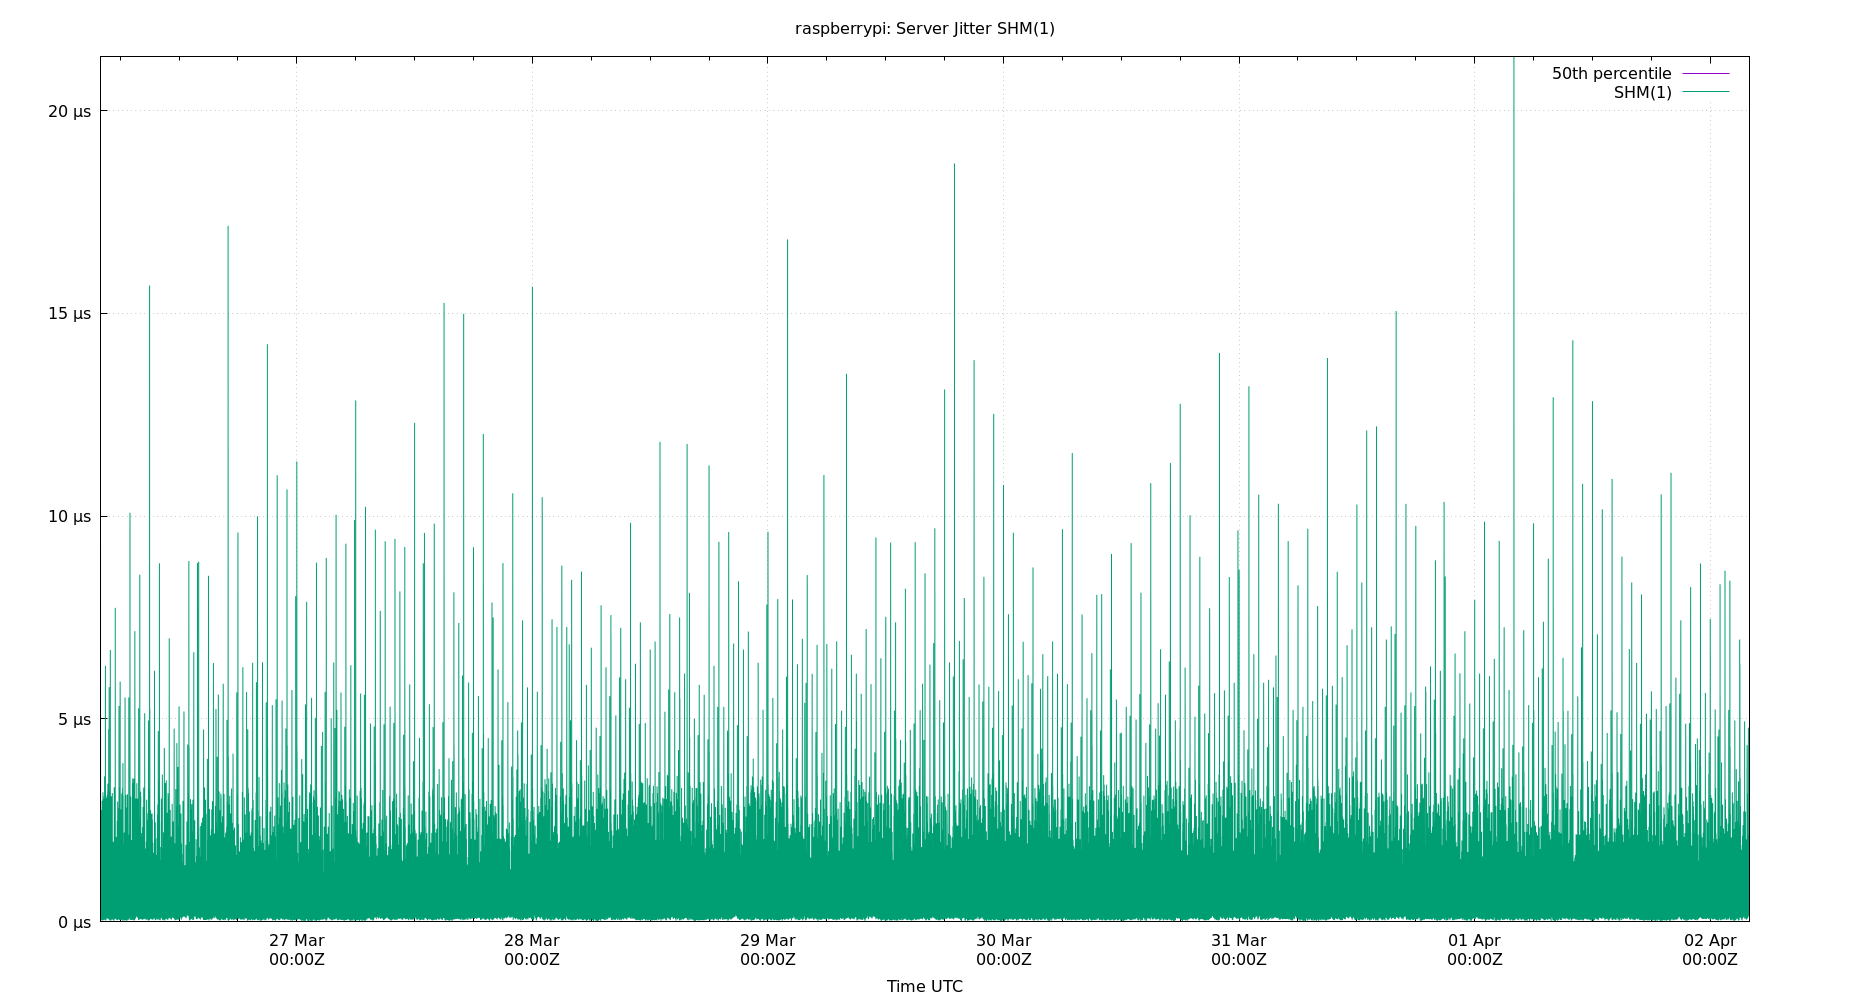 raspberrypi: Server Jitter SHM(1)
50th percentile
SHM(1)
20 µs
15 µs
10 µs
5 µs
0 µs
27 Mar 28 Mar 29 Mar 30 Mar 31 Mar 01 Apr 02 Apr
00:00Z 00:00Z 00:00Z 00:00Z 00:00Z 00:00Z 00:00Z
Time UTC